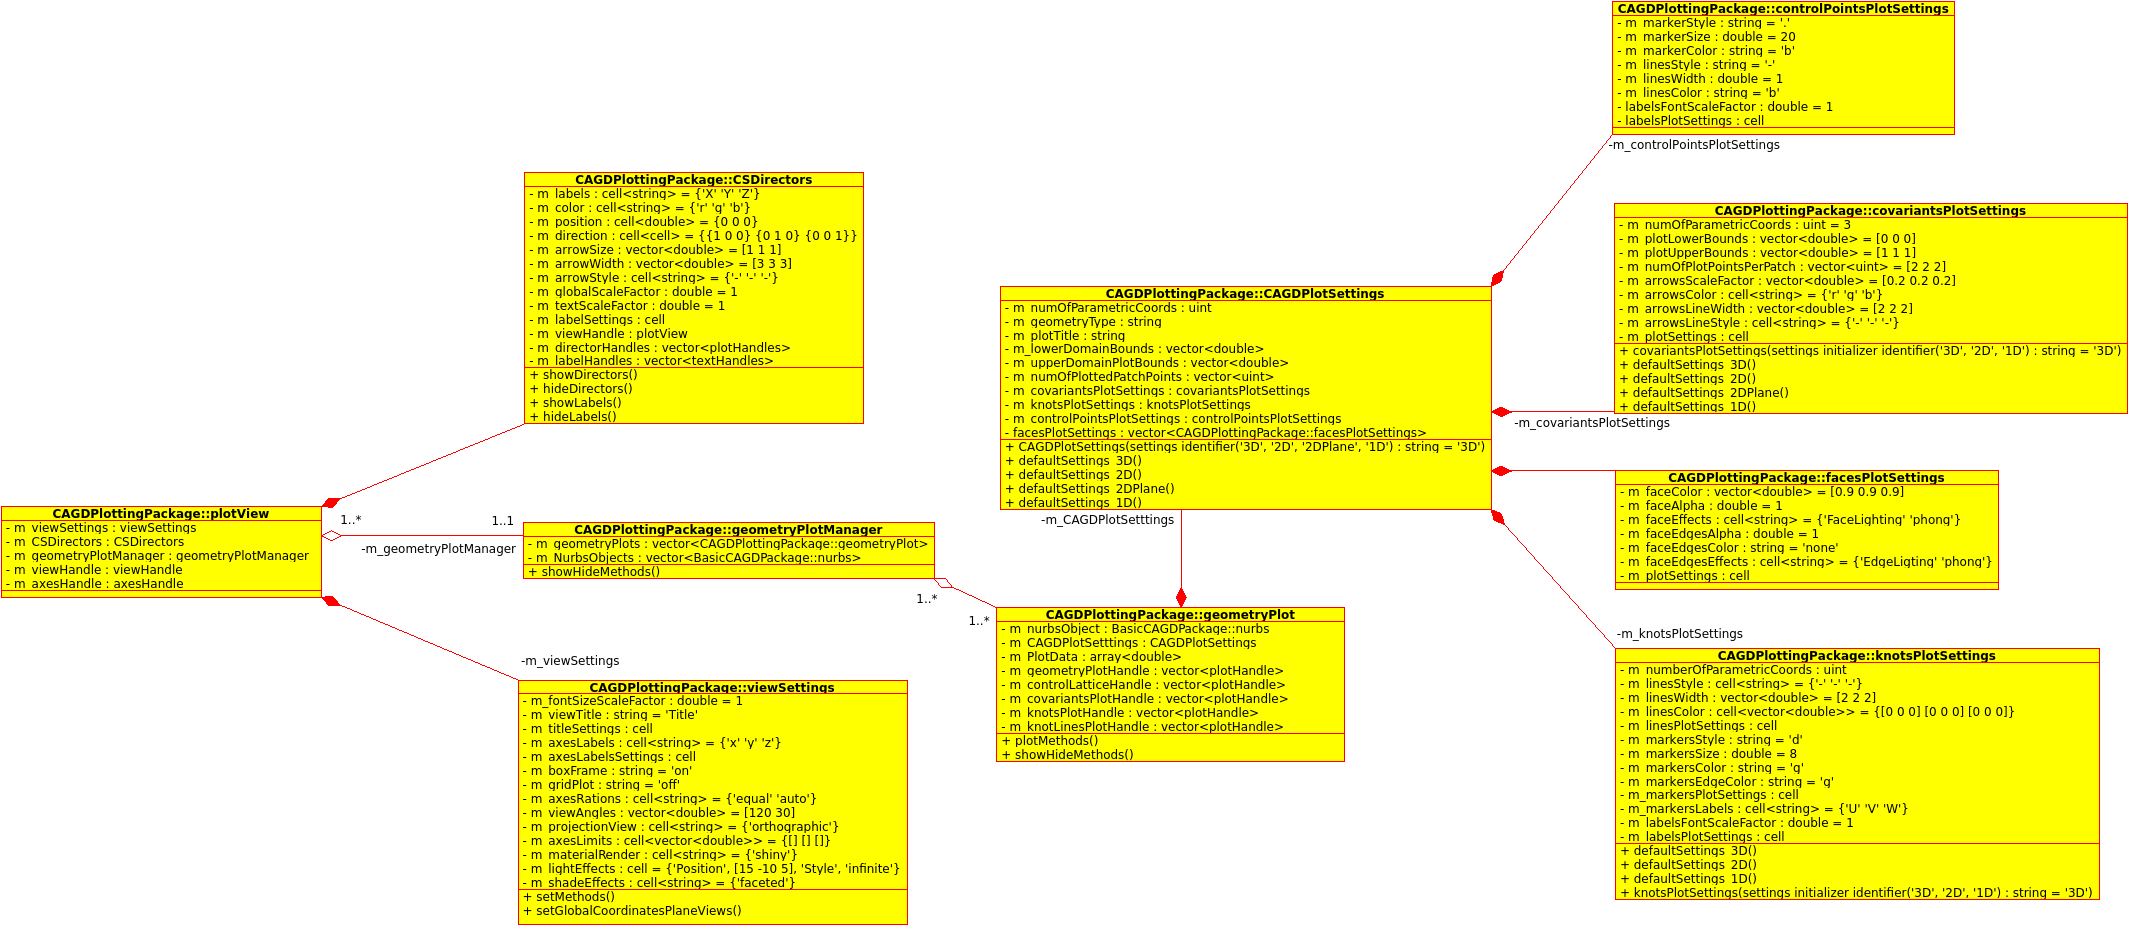 CAGDPlottingPackage::controlPointsPlotSettings
- m_markerStyle : string = '.'
- m_markerSize : double = 20
- m_markerColor : string = 'b'
- m_linesStyle : string = '-'
- m_linesWidth : double = 1
- m_linesColor : string = 'b'
- labelsFontScaleFactor : double = 1
- labelsPlotSettings : cell
-m_controlPointsPlotSettings
CAGDPlottingPackage::CSDirectors
- m_labels : cell<string> = {'X' 'Y' 'Z'}
- m_color : cell<string> = {'r' 'g' 'b'}
- m_position : cell<double> = {0 0 0}
- m_direction : cell<cell> = {{1 0 0} {0 1 0} {0 0 1}}
- m_arrowSize : vector<double> = [1 1 1]
- m_arrowWidth : vector<double> = [3 3 3]
- m_arrowStyle : cell<string> = {'-' '-' '-'}
- m_globalScaleFactor : double = 1
- m_textScaleFactor : double = 1
- m_labelSettings : cell
- m_viewHandle : plotView
- m_directorHandles : vector<plotHandles>
- m_labelHandles : vector<textHandles>
+ showDirectors()
+ hideDirectors()
+ showLabels()
+ hideLabels()
CAGDPlottingPackage::covariantsPlotSettings
- m_numOfParametricCoords : uint = 3
- m_plotLowerBounds : vector<double> = [0 0 0]
- m_plotUpperBounds : vector<double> = [1 1 1]
- m_numOfPlotPointsPerPatch : vector<uint> = [2 2 2]
- m_arrowsScaleFactor : vector<double> = [0.2 0.2 0.2]
- m_arrowsColor : cell<string> = {'r' 'g' 'b'}
- m_arrowsLineWidth : vector<double> = [2 2 2]
- m_arrowsLineStyle : cell<string> = {'-' '-' '-'}
- m_plotSettings : cell
+ covariantsPlotSettings(settings initializer identifier('3D', '2D', '1D') : string = '3D')
+ defaultSettings_3D()
+ defaultSettings_2D()
+ defaultSettings_2DPlane()
+ defaultSettings_1D()
-m_covariantsPlotSettings
CAGDPlottingPackage::CAGDPlotSettings
- m_numOfParametricCoords : uint
- m_geometryType : string
- m_plotTitle : string
- m_lowerDomainBounds : vector<double>
- m_upperDomainPlotBounds : vector<double>
- m_numOfPlottedPatchPoints : vector<uint>
- m_covariantsPlotSettings : covariantsPlotSettings
- m_knotsPlotSettings : knotsPlotSettings
- m_controlPointsPlotSettings : controlPointsPlotSettings
- facesPlotSettings : vector<CAGDPlottingPackage::facesPlotSettings>
+ CAGDPlotSettings(settings identifier('3D', '2D', '2DPlane', '1D') : string = '3D')
+ defaultSettings_3D()
+ defaultSettings_2D()
+ defaultSettings_2DPlane()
+ defaultSettings_1D()
-m_CAGDPlotSetttings
CAGDPlottingPackage::facesPlotSettings
- m_faceColor : vector<double> = [0.9 0.9 0.9]
- m_faceAlpha : double = 1
- m_faceEffects : cell<string> = {'FaceLighting' 'phong'}
- m_faceEdgesAlpha : double = 1
- m_faceEdgesColor : string = 'none'
- m_faceEdgesEffects : cell<string> = {'EdgeLigting' 'phong'}
- m_plotSettings : cell
CAGDPlottingPackage::plotView
- m_viewSettings : viewSettings
- m_CSDirectors : CSDirectors
- m_geometryPlotManager : geometryPlotManager
- m_viewHandle : viewHandle
- m_axesHandle : axesHandle
1..*
1..1
-m_geometryPlotManager
CAGDPlottingPackage::geometryPlotManager
- m_geometryPlots : vector<CAGDPlottingPackage::geometryPlot>
- m_NurbsObjects : vector<BasicCAGDPackage::nurbs>
+ showHideMethods()
1..*
1..*
CAGDPlottingPackage::geometryPlot
- m_nurbsObject : BasicCAGDPackage::nurbs
- m_CAGDPlotSetttings : CAGDPlotSettings
- m_PlotData : array<double>
- m_geometryPlotHandle : vector<plotHandle>
- m_controlLatticeHandle : vector<plotHandle>
- m_covariantsPlotHandle : vector<plotHandle>
- m_knotsPlotHandle : vector<plotHandle>
- m_knotLinesPlotHandle : vector<plotHandle>
+ plotMethods()
+ showHideMethods()
-m_viewSettings
CAGDPlottingPackage::viewSettings
- m_fontSizeScaleFactor : double = 1
- m_viewTitle : string = 'Title'
- m_titleSettings : cell
- m_axesLabels : cell<string> = {'x' 'y' 'z'}
- m_axesLabelsSettings : cell
- m_boxFrame : string = 'on'
- m_gridPlot : string = 'off'
- m_axesRations : cell<string> = {'equal' 'auto'}
- m_viewAngles : vector<double> = [120 30]
- m_projectionView : cell<string> = {'orthographic'}
- m_axesLimits : cell<vector<double>> = {[] [] []}
- m_materialRender : cell<string> = {'shiny'}
- m_lightEffects : cell = {'Position', [15 -10 5], 'Style', 'infinite'}
- m_shadeEffects : cell<string> = {'faceted'}
+ setMethods()
+ setGlobalCoordinatesPlaneViews()
-m_knotsPlotSettings
CAGDPlottingPackage::knotsPlotSettings
- m_numberOfParametricCoords : uint
- m_linesStyle : cell<string> = {'-' '-' '-'}
- m_linesWidth : vector<double> = [2 2 2]
- m_linesColor : cell<vector<double>> = {[0 0 0] [0 0 0] [0 0 0]}
- m_linesPlotSettings : cell
- m_markersStyle : string = 'd'
- m_markersSize : double = 8
- m_markersColor : string = 'g'
- m_markersEdgeColor : string = 'g'
- m_markersPlotSettings : cell
- m_markersLabels : cell<string> = {'U' 'V' 'W'}
- m_labelsFontScaleFactor : double = 1
- m_labelsPlotSettings : cell
+ defaultSettings_3D()
+ defaultSettings_2D()
+ defaultSettings_1D()
+ knotsPlotSettings(settings initializer identifier('3D', '2D', '1D') : string = '3D')